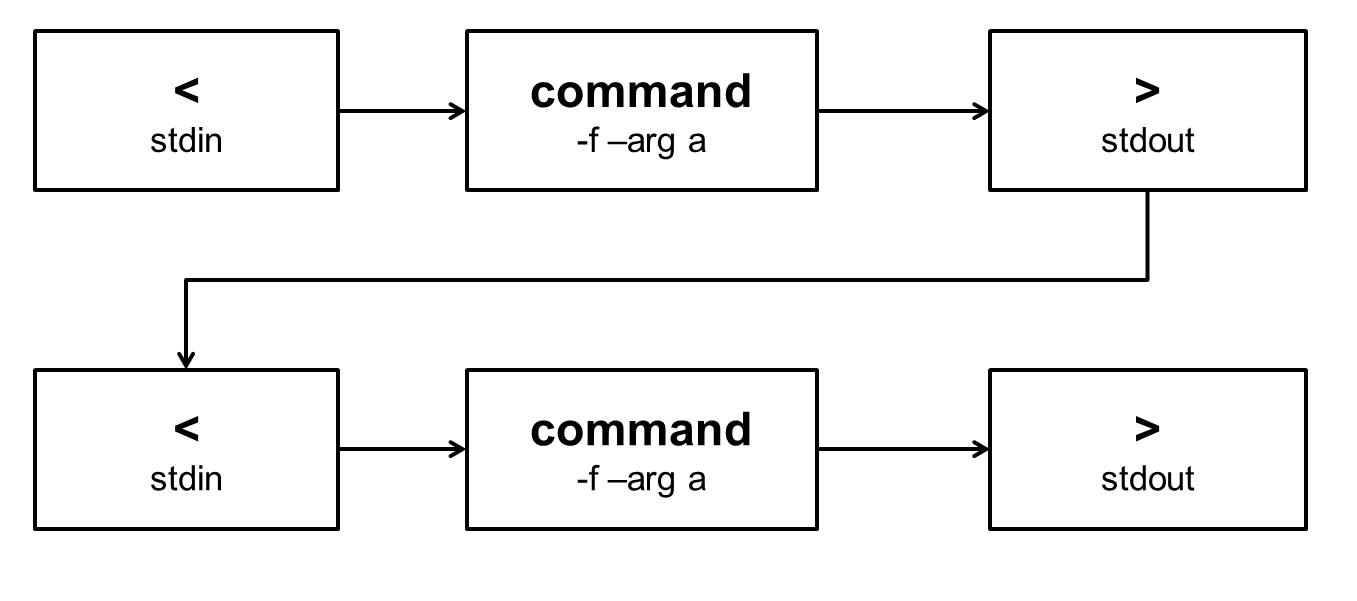 <
stdin
command
-f –arg a
>
stdout
<
stdin
command
-f –arg a
>
stdout